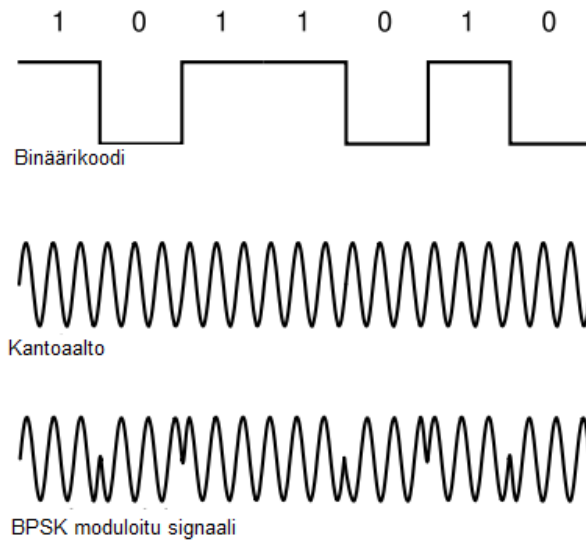 1 0 1 1 0 1 0
Binäärikoodi
Kantoaalto
BPSK moduloitu signaali